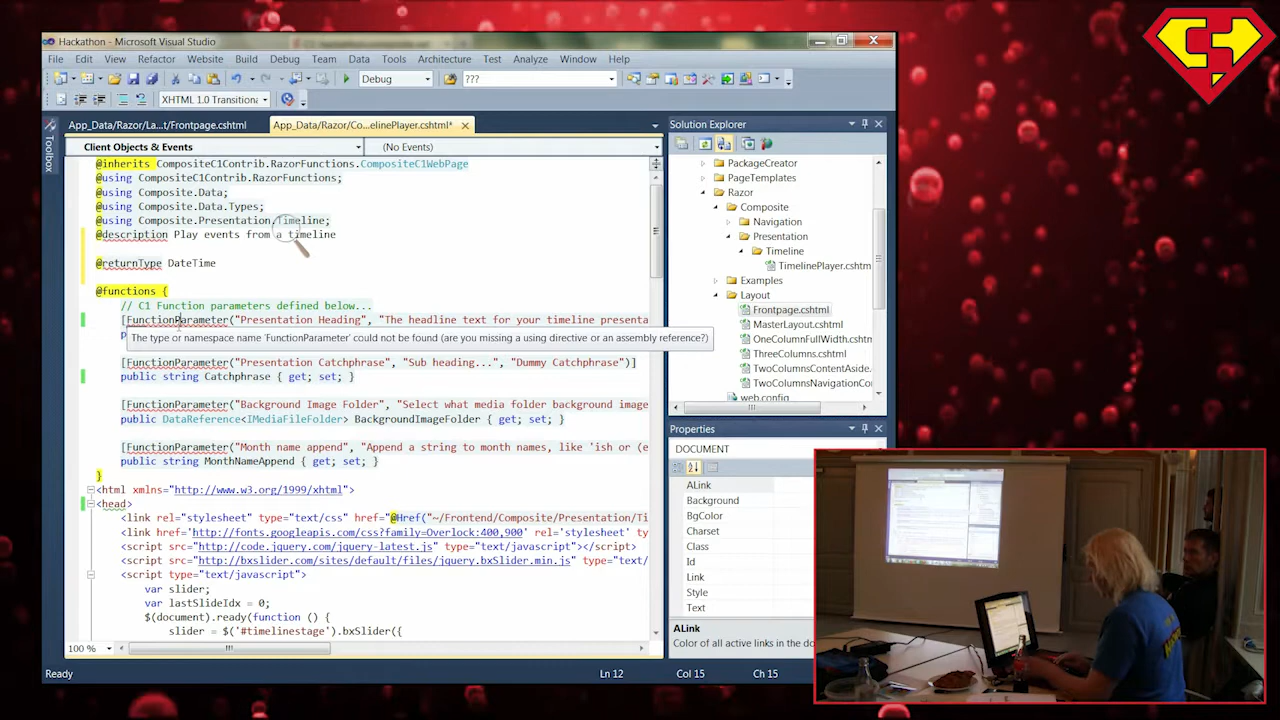 Hackathon - Microsoft Visual Studio
File Edit View Refactor Website Build Debug Team Data Tools Architecture Test Analyze Window Help
Debug ???
XHTML 1.0 Transitiona
App_Data/Razor/La...t/Frontpage.cshtml App_Data/Razor/Co...elinePlayer.cshtml*
Client Objects & Events (No Events)
Toolbox
@inherits CompositeC1Contrib.RazorFunctions.CompositeC1WebPage
@using CompositeC1Contrib.RazorFunctions;
@using Composite.Data;
@using Composite.Data.Types;
@using Composite.Presentation.Timeline;
@description Play events from a timeline
@returnType DateTime
@functions {
// C1 Function parameters defined below...
[FunctionParameter("Presentation Heading", "The headline text for your timeline presenta
p
The type or namespace name 'FunctionParameter' could not be found (are you missing a using directive or an assembly reference?)
[FunctionParameter("Presentation Catchphrase", "Sub heading...", "Dummy Catchphrase")]
public string Catchphrase { get; set; }
[FunctionParameter("Background Image Folder", "Select what media folder background image
public DataReference<IMediaFileFolder> BackgroundImageFolder { get; set; }
[FunctionParameter("Month name append", "Append a string to month names, like 'ish or (e
public string MonthNameAppend { get; set; }
}
<html xmlns="http://www.w3.org/1999/xhtml">
<head>
<link rel="stylesheet" type="text/css" href="@Href("~/Frontend/Composite/Presentation/Ti
<link href="http://fonts.googleapis.com/css?family=Overlock:400,900' rel='stylesheet'
<script src="http://code.jquery.com/jquery-latest.js" type="text/javascript"></script>
<script src="http://bxslider.com/sites/default/files/jquery.bxSlider.min.js" type="text/
<script type="text/javascript">
var slider;
var lastSlideIdx = 0;
$(document).ready(function () {
slider = $('#timelinestage').bxSlider({
100 %
Ready Ln 12 Col 15 Ch 15
Solution Explorer
PackageCreator
PageTemplates
Razor
Composite
Navigation
Presentation
Timeline
TimelinePlayer.cshtm
Examples
Layout
Frontpage.cshtml
MasterLayout.cshtml
OneColumnFullWidth.cshtm
ThreeColumns.cshtml
TwoColumnsContentAside.
TwoColumnsNavigationCor
web.config
Properties
DOCUMENT
ALink
Background
BgColor
Charset
Class
Id
Link
Style
Text
ALink
Color of all active links in the do